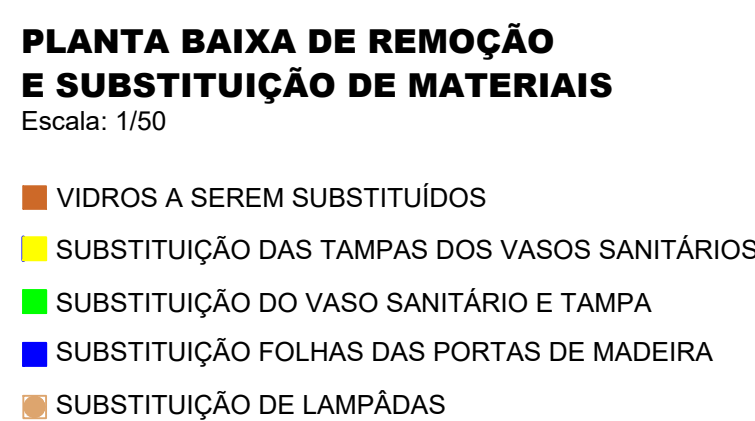 PLANTA BAIXA DE REMOÇÃO
E SUBSTITUIÇÃO DE MATERIAIS
Escala: 1/50
VIDROS A SEREM SUBSTITUÍDOS
SUBSTITUIÇÃO DAS TAMPAS DOS VASOS SANITÁRIOS
SUBSTITUIÇÃO DO VASO SANITÁRIO E TAMPA
SUBSTITUIÇÃO FOLHAS DAS PORTAS DE MADEIRA
SUBSTITUIÇÃO DE LAMPÂDAS